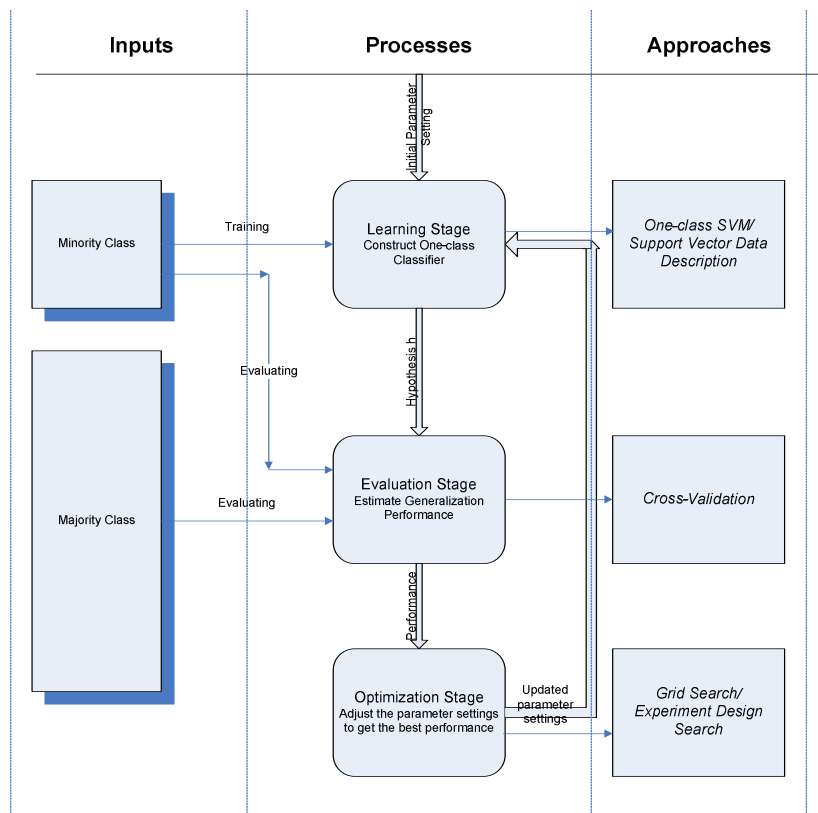 Inputs
Processes
Approaches
Initial Parameter
Setting
Minority Class
Training
Learning Stage
Construct One-class
Classifier
One-class SVM/
Support Vector Data
Description
Evaluating
Hypothesis h
Majority Class
Evaluating
Evaluation Stage
Estimate Generalization
Performance
Cross-Validation
Performance
Optimization Stage
Adjust the parameter settings
to get the best performance
Updated
parameter
settings
Grid Search/
Experiment Design
Search